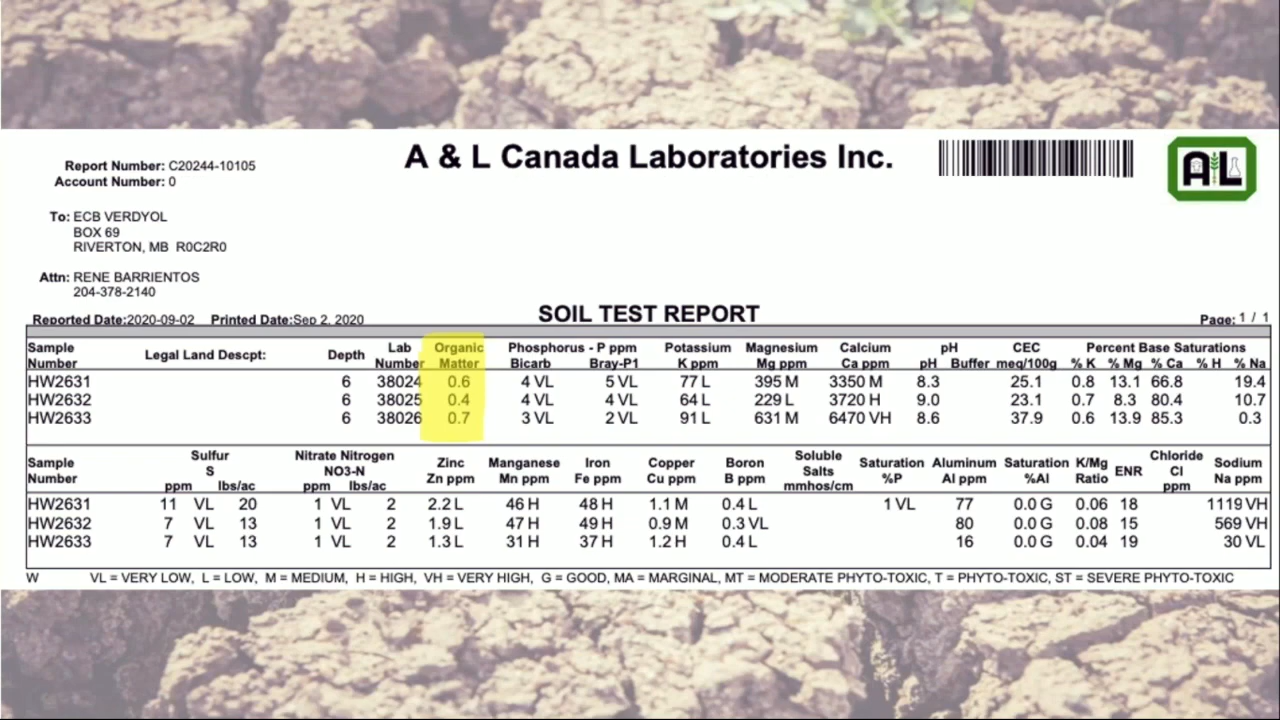 A & L Canada Laboratories Inc.
A L
Report Number: C20244-10105
Account Number: 0
To: ECB VERDYOL
BOX 69
RIVERTON, MB R0C2R0
Attn: RENE BARRIENTOS
204-378-2140
Reported Date:2020-09-02 Printed Date:Sep 2, 2020
SOIL TEST REPORT
Page: 1 / 1
Sample Lab Organic Phosphorus - P ppm Potassium Magnesium Calcium pH CEC Percent Base Saturations
Number Legal Land Descpt: Depth Number Matter Bicarb Bray-P1 K ppm Mg ppm Ca ppm pH Buffer meq/100g % K % Mg % Ca % H % Na
HW2631 6 38024 0.6 4 VL 5 VL 77 L 395 M 3350 M 8.3 25.1 0.8 13.1 66.8 19.4
HW2632 6 38025 0.4 4 VL 4 VL 64 L 229 L 3720 H 9.0 23.1 0.7 8.3 80.4 10.7
HW2633 6 38026 0.7 3 VL 2 VL 91 L 631 M 6470 VH 8.6 37.9 0.6 13.9 85.3 0.3
Sulfur Nitrate Nitrogen Soluble Chloride
Sample S NO3-N Zinc Manganese Iron Copper Boron Salts Saturation Aluminum Saturation K/Mg ENR Cl Sodium
Number ppm lbs/ac ppm lbs/ac Zn ppm Mn ppm Fe ppm Cu ppm B ppm mmhos/cm %P Al ppm %Al Ratio ppm Na ppm
HW2631 11 VL 20 1 VL 2 2.2 L 46 H 48 H 1.1 M 0.4 L 1 VL 77 0.0 G 0.06 18 1119 VH
HW2632 7 VL 13 1 VL 2 1.9 L 47 H 49 H 0.9 M 0.3 VL 80 0.0 G 0.08 15 569 VH
HW2633 7 VL 13 1 VL 2 1.3 L 31 H 37 H 1.2 H 0.4 L 16 0.0 G 0.04 19 30 VL
W VL = VERY LOW, L = LOW, M = MEDIUM, H = HIGH, VH = VERY HIGH, G = GOOD, MA = MARGINAL, MT = MODERATE PHYTO-TOXIC, T = PHYTO-TOXIC, ST = SEVERE PHYTO-TOXIC